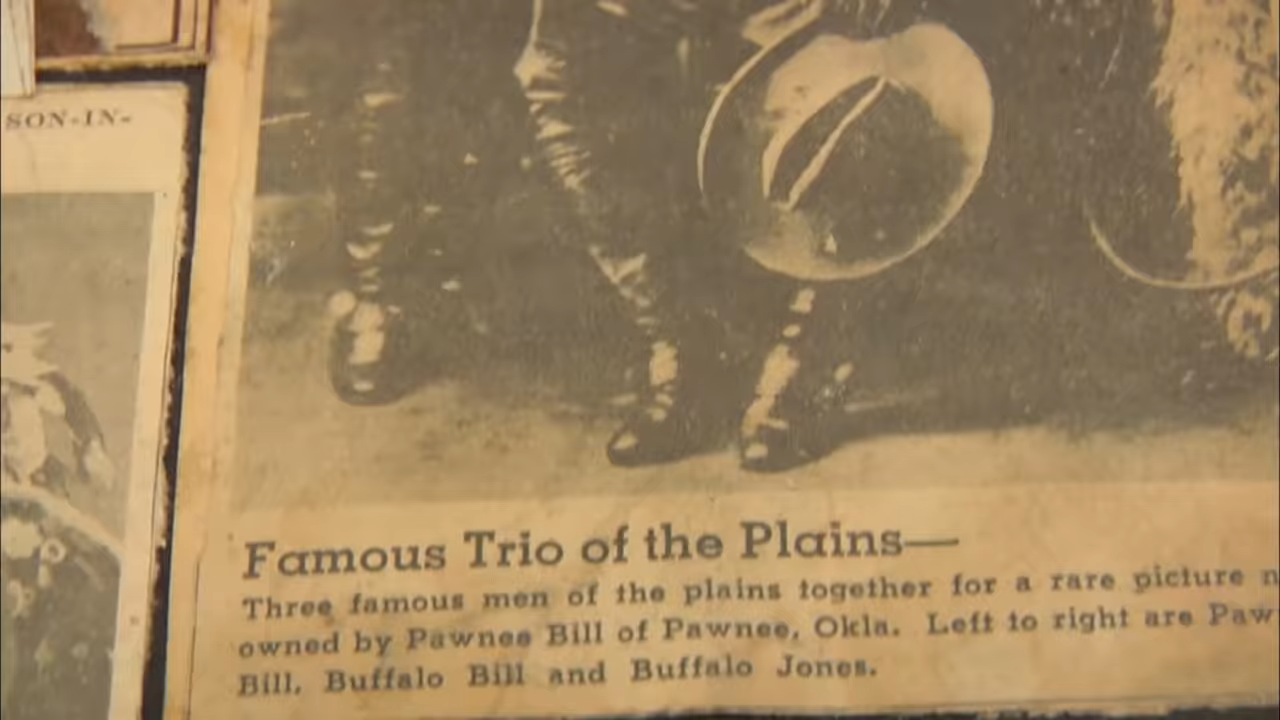 SON-IN-
Famous Trio of the Plains—
Three famous men of the plains together for a rare picture n
owned by Pawnee Bill of Pawnee, Okla. Left to right are Paw
Bill, Buffalo Bill and Buffalo Jones.